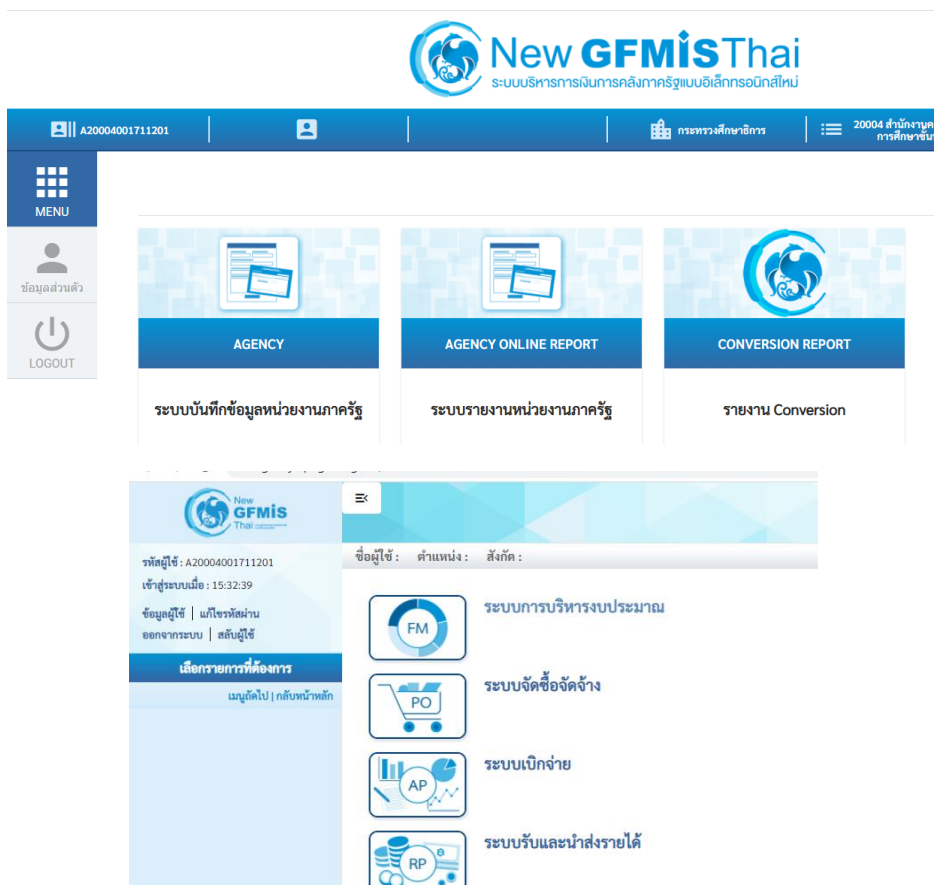 New GFMIS Thai
ระบบบริหารการเงินการคลังภาครัฐแบบอิเล็กทรอนิกส์ใหม่
A20004001711201
กระทรวงศึกษาธิการ
20004 สำนักงานค
การศึกษาขั้น
MENU
ข้อมูลส่วนตัว
LOGOUT
AGENCY
AGENCY ONLINE REPORT
CONVERSION REPORT
ระบบบันทึกข้อมูลหน่วยงานภาครัฐ
ระบบรายงานหน่วยงานภาครัฐ
รายงาน Conversion
New
GFMIS
Thai
รหัสผู้ใช้ : A20004001711201
เข้าสู่ระบบเมื่อ : 15:32:39
ข้อมูลผู้ใช้ | แก้ไขรหัสผ่าน
ออกจากระบบ | สลับผู้ใช้
เลือกรายการที่ต้องการ
เมนูถัดไป | กลับหน้าหลัก
ชื่อผู้ใช้ : ตำแหน่ง : สังกัด :
FM
ระบบการบริหารงบประมาณ
PO
ระบบจัดซื้อจัดจ้าง
AP
ระบบเบิกจ่าย
RP
ระบบรับและนำส่งรายได้